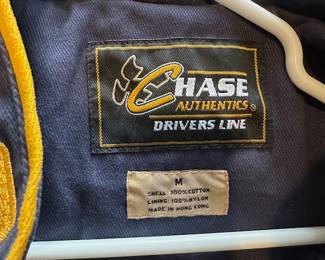 CHASE
AUTHENTICS®
DRIVERS LINE
M
SHELL: 100%COTTON
LINING: 100%NYLON
MADE IN HONG KONG